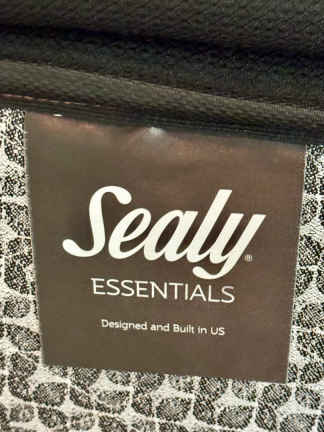 Sealy®
ESSENTIALS
Designed and Built in US